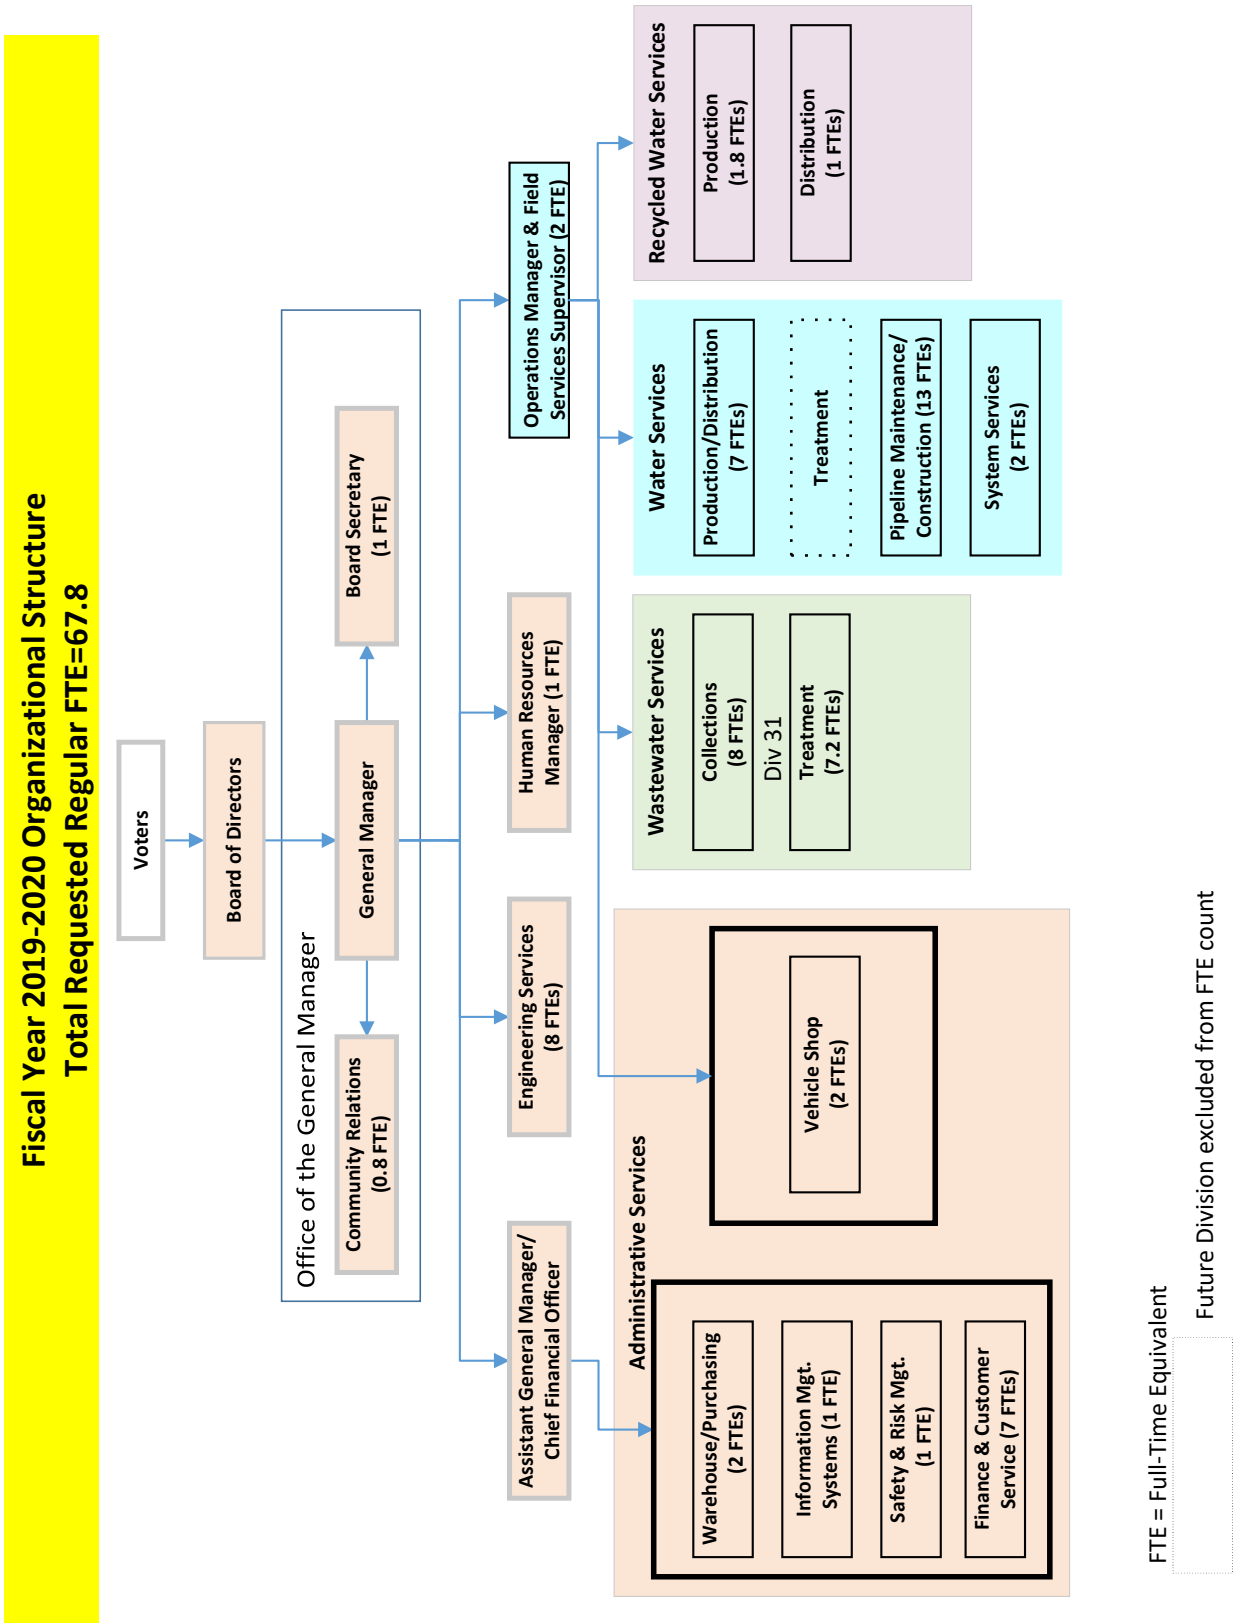 Fiscal Year 2019-2020 Organizational Structure
Total Requested Regular FTE=67.8
Voters
Board of Directors
Office of the General Manager
Community Relations
(0.8 FTE)
General Manager
Board Secretary
(1 FTE)
Assistant General Manager/
Chief Financial Officer
Engineering Services
(8 FTEs)
Human Resources
Manager (1 FTE)
Operations Manager & Field
Services Supervisor (2 FTE)
Administrative Services
Warehouse/Purchasing
(2 FTEs)
Information Mgt.
Systems (1 FTE)
Safety & Risk Mgt.
(1 FTE)
Finance & Customer
Service (7 FTEs)
Vehicle Shop
(2 FTEs)
Wastewater Services
Collections
(8 FTEs)
Div 31
Treatment
(7.2 FTEs)
Water Services
Production/Distribution
(7 FTEs)
Treatment
Pipeline Maintenance/
Construction (13 FTEs)
System Services
(2 FTEs)
Recycled Water Services
Production
(1.8 FTEs)
Distribution
(1 FTEs)
FTE = Full-Time Equivalent
Future Division excluded from FTE count